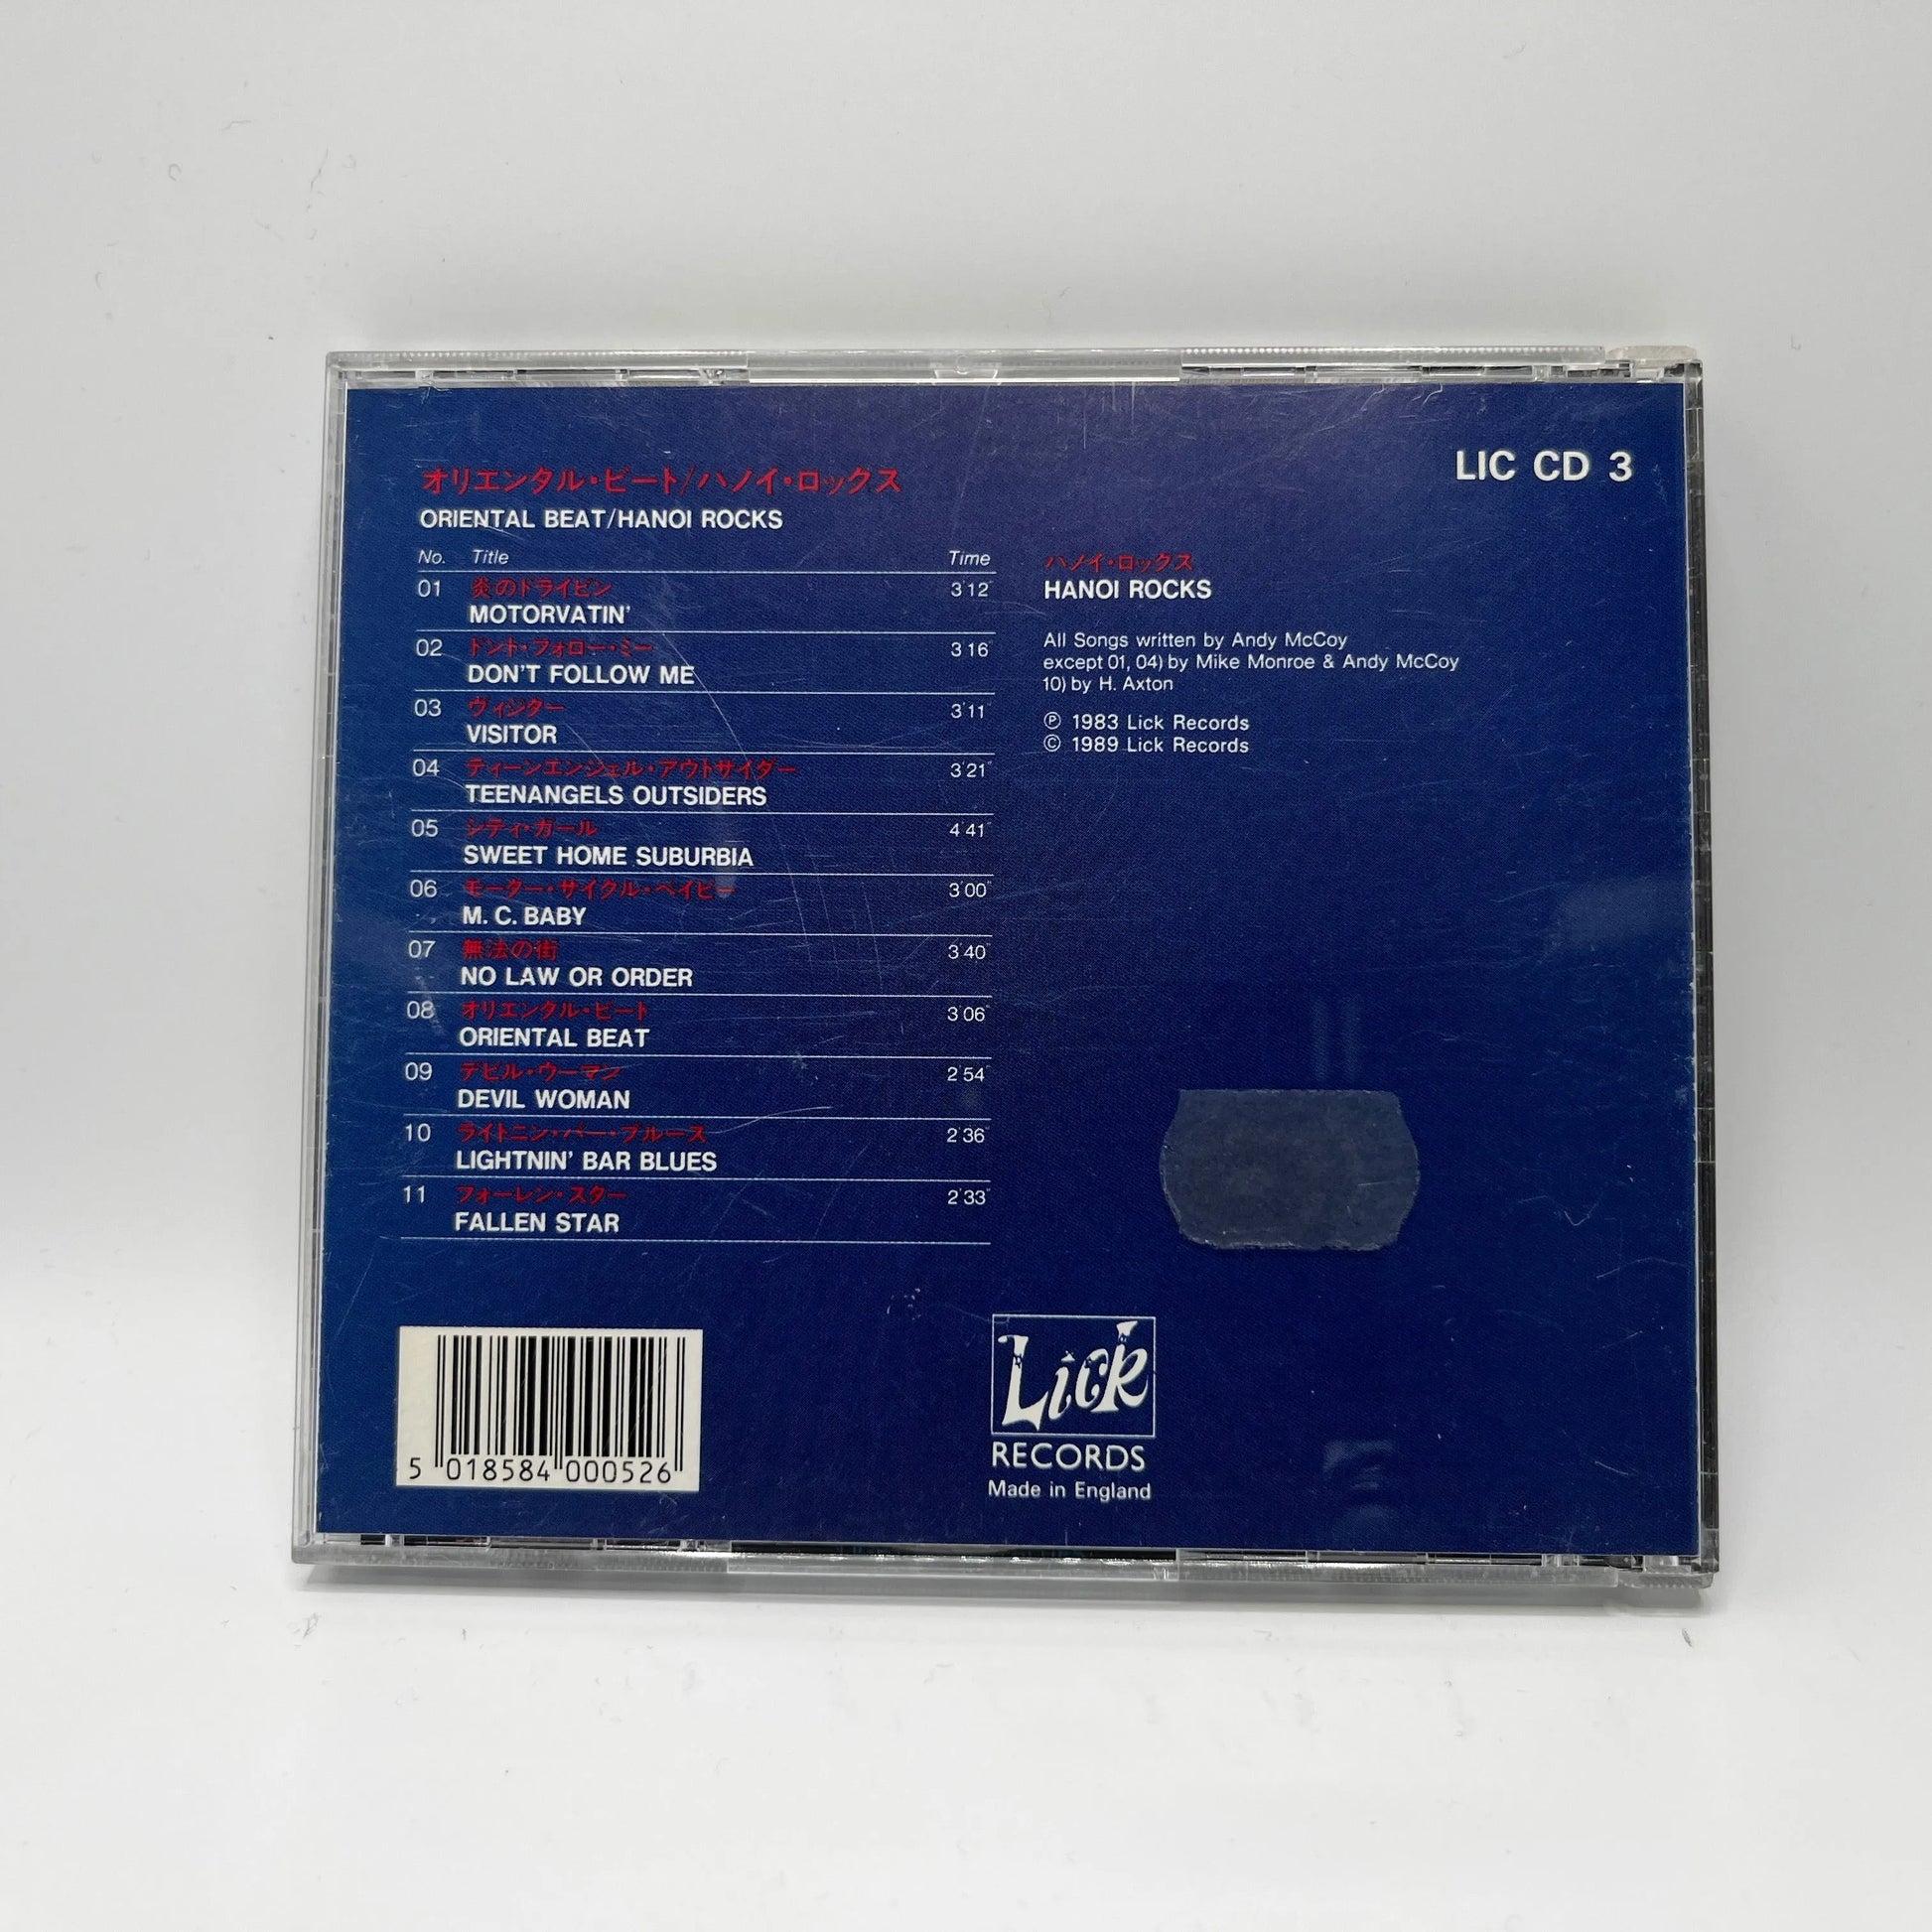 LIC CD 3
オリエンタル・ビート/ハノイ・ロックス
ORIENTAL BEAT/HANOI ROCKS
No. Title Time
01 炎のドライビン 3'12"
MOTORVATIN'
02 ドント・フォロー・ミー 3'16
DON'T FOLLOW ME
03 ヴィジター 3'11"
VISITOR
04 ティーンエンジェル・アウトサイダー 3'21"
TEENANGELS OUTSIDERS
05 シティ・ガール 4'41"
SWEET HOME SUBURBIA
06 モーター・サイクル・ベイビー 3'00"
M. C. BABY
07 無法の街 3'40"
NO LAW OR ORDER
08 オリエンタル・ビート 3'06"
ORIENTAL BEAT
09 デビル・ウーマン 2'54"
DEVIL WOMAN
10 ライトニン・バー・ブルース 2'36"
LIGHTNIN' BAR BLUES
11 フォーレン・スター 2'33"
FALLEN STAR
ハノイ・ロックス
HANOI ROCKS
All Songs written by Andy McCoy
except 01, 04) by Mike Monroe & Andy McCoy
10) by H. Axton
Ⓟ 1983 Lick Records
© 1989 Lick Records
5 018584 000526
Lick
RECORDS
Made in England